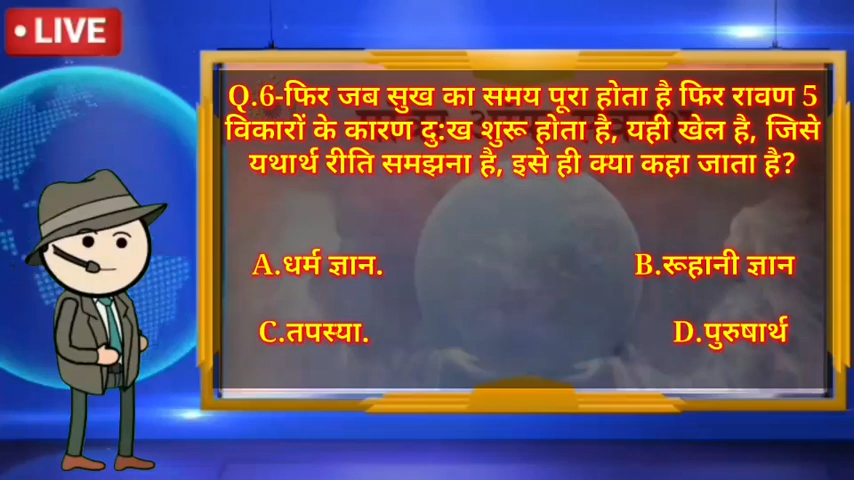 • LIVE
Q.6-फिर जब सुख का समय पूरा होता है फिर रावण 5
विकारों के कारण दु:ख शुरू होता है, यही खेल है, जिसे
यथार्थ रीति समझना है, इसे ही क्या कहा जाता है?
A.धर्म ज्ञान.
B.रूहानी ज्ञान
C.तपस्या.
D.पुरुषार्थ